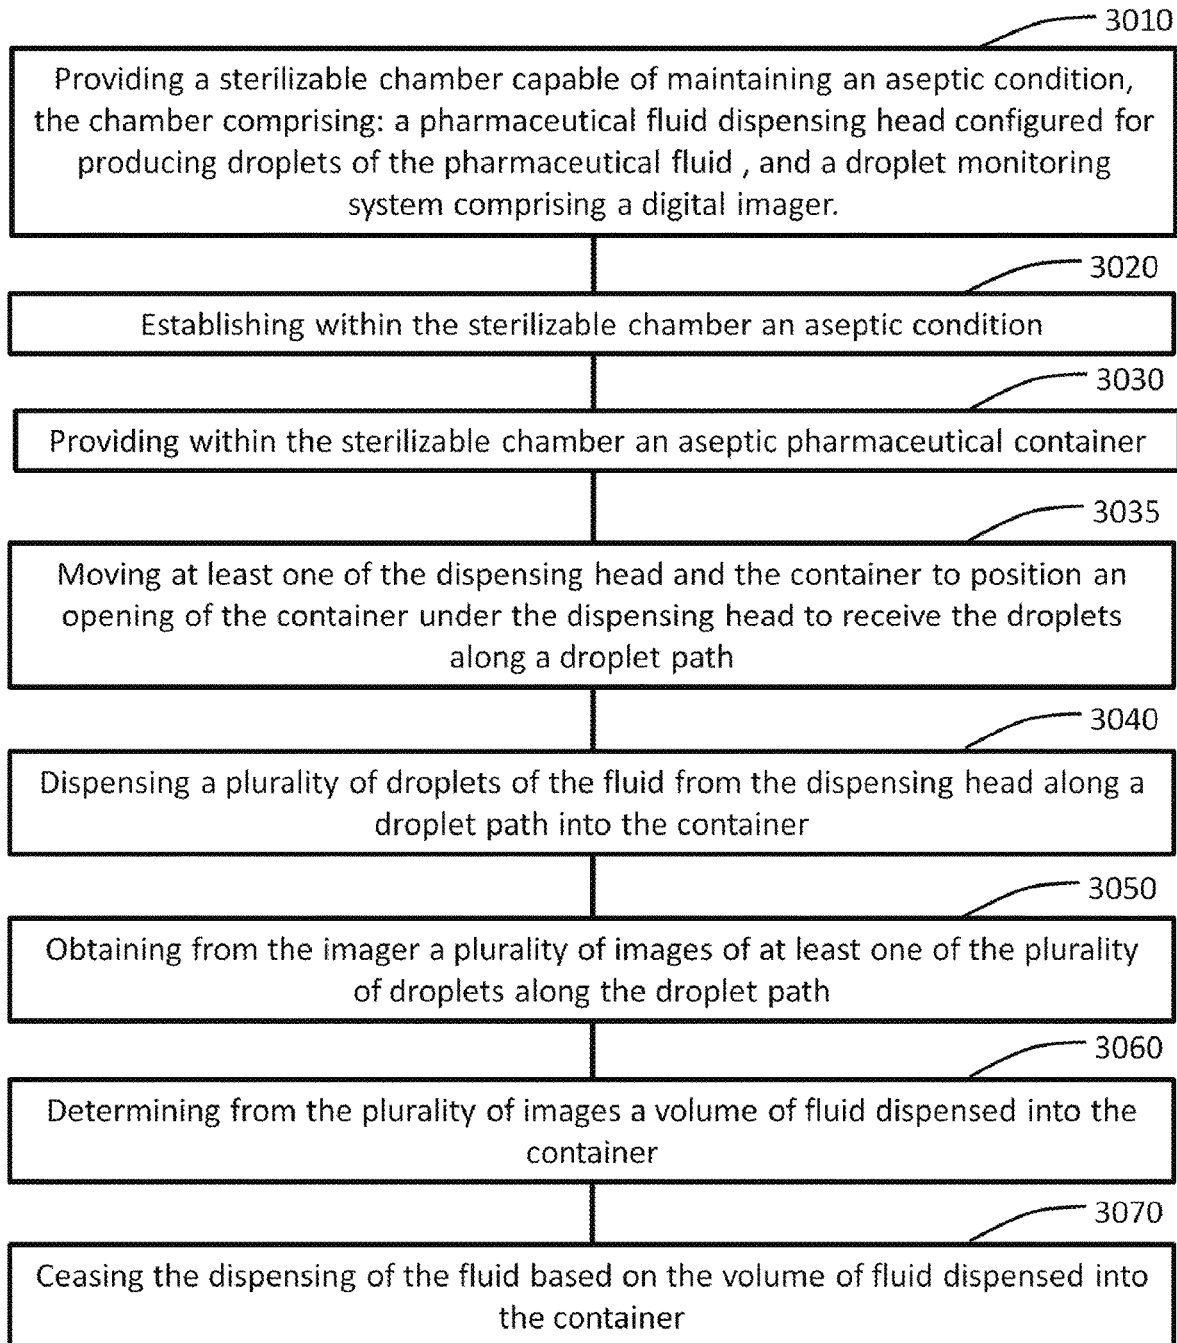 3010
Providing a sterilizable chamber capable of maintaining an aseptic condition,
the chamber comprising: a pharmaceutical fluid dispensing head configured for
producing droplets of the pharmaceutical fluid , and a droplet monitoring
system comprising a digital imager.
3020
Establishing within the sterilizable chamber an aseptic condition
3030
Providing within the sterilizable chamber an aseptic pharmaceutical container
3035
Moving at least one of the dispensing head and the container to position an
opening of the container under the dispensing head to receive the droplets
along a droplet path
3040
Dispensing a plurality of droplets of the fluid from the dispensing head along a
droplet path into the container
3050
Obtaining from the imager a plurality of images of at least one of the plurality
of droplets along the droplet path
3060
Determining from the plurality of images a volume of fluid dispensed into the
container
3070
Ceasing the dispensing of the fluid based on the volume of fluid dispensed into
the container